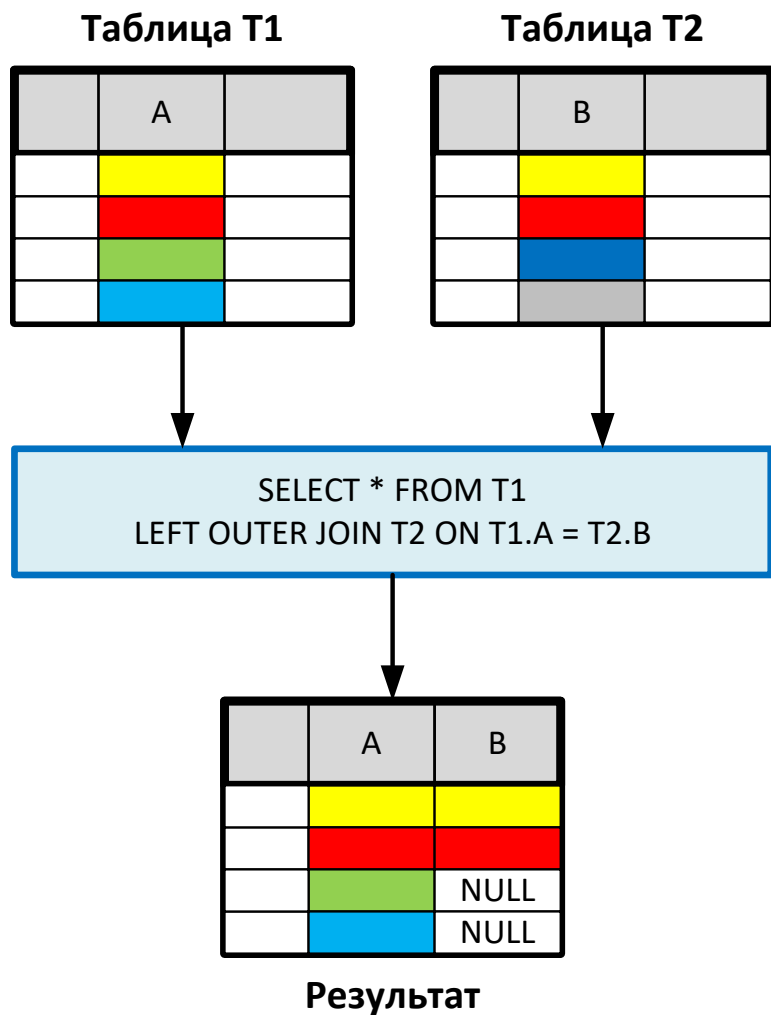 Таблица T1
Таблица T2
A
B
SELECT * FROM T1
LEFT OUTER JOIN T2 ON T1.A = T2.B
A
B
NULL
NULL
Результат